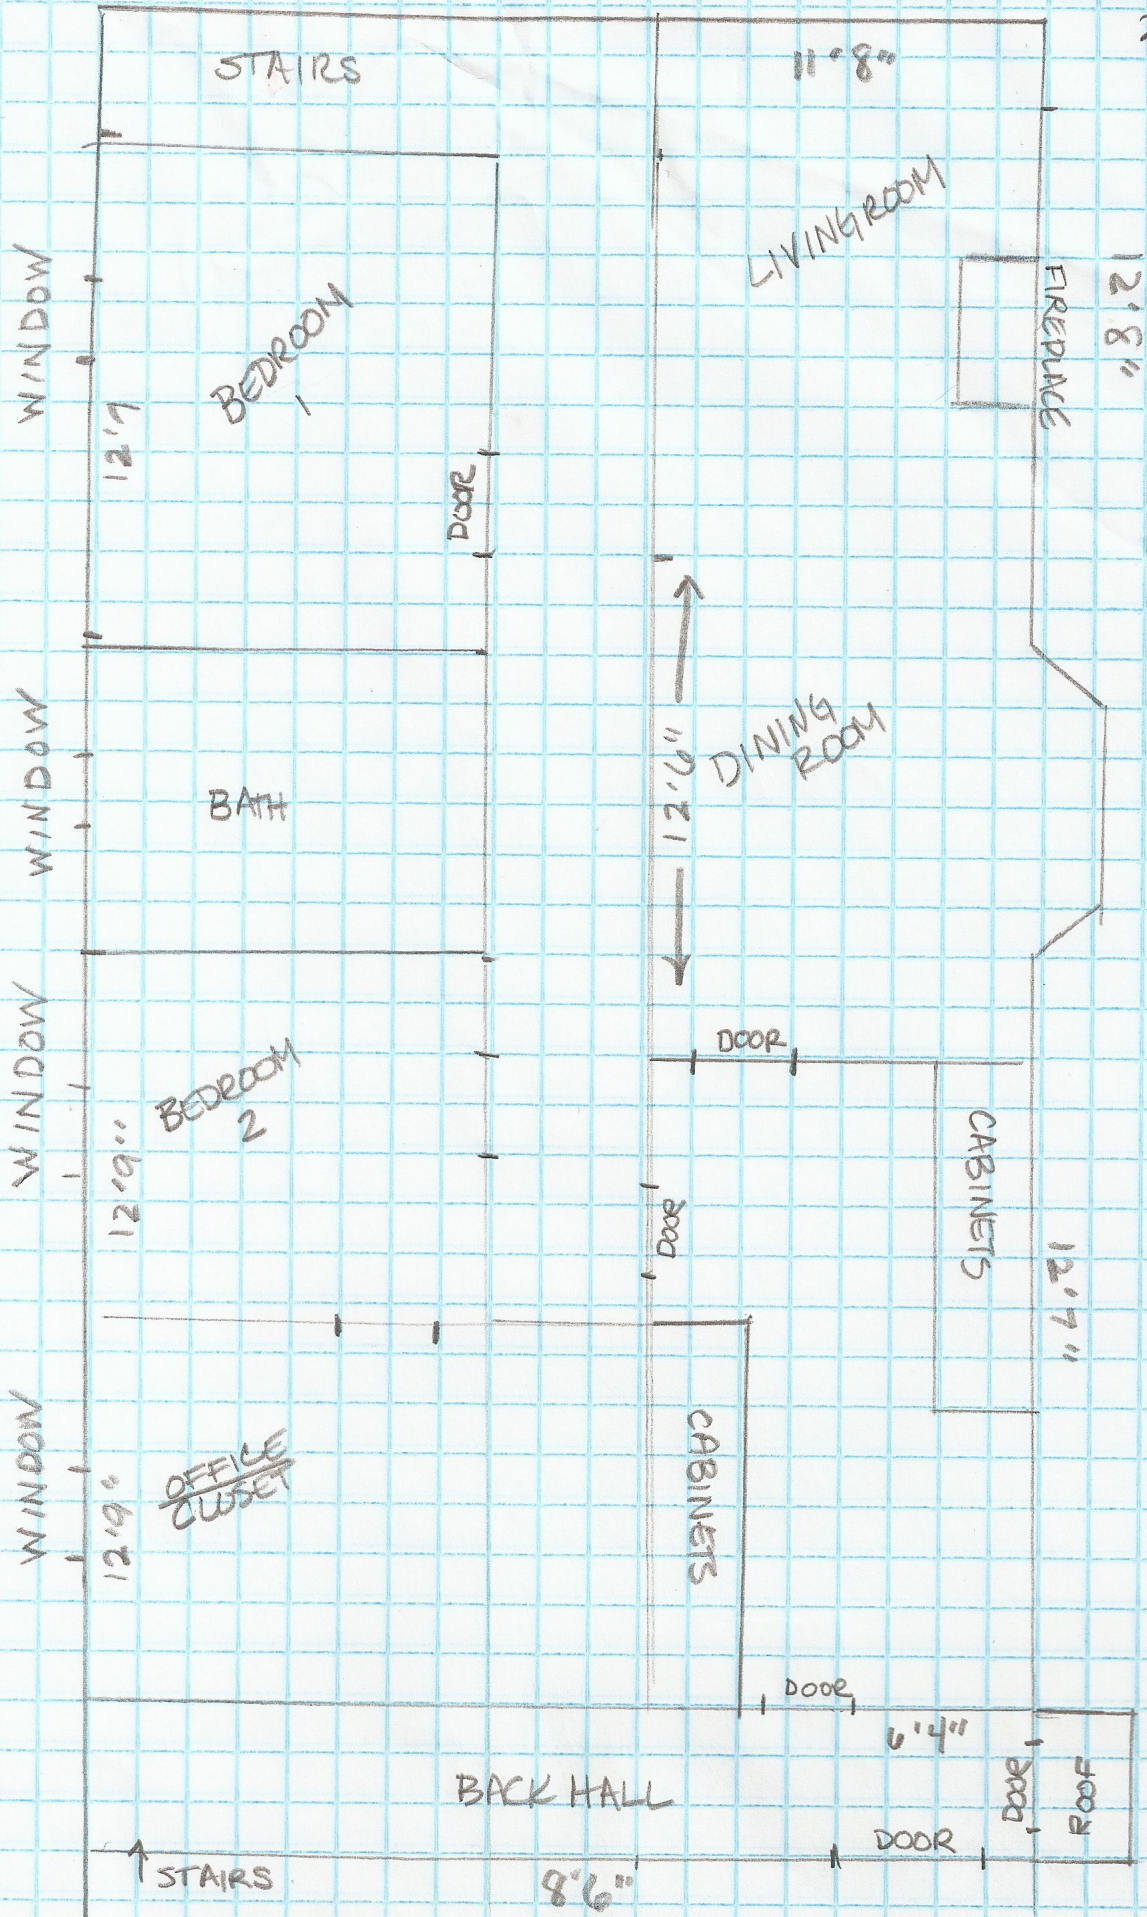 STAIRS
11'8"
LIVINGROOM
WINDOW
FIREPLACE
12'8"
BEDROOM
1
12'7
DOOR
WINDOW
12'6"
DINING
ROOM
BATH
DOOR
WINDOW
BEDROOM
2
12'9"
CABINETS
DOOR
12'7"
WINDOW
OFFICE
CLOSET
12'9"
CABINETS
DOOR
6'4"
BACK HALL
DOOR
ROOF
DOOR
STAIRS
8'6"